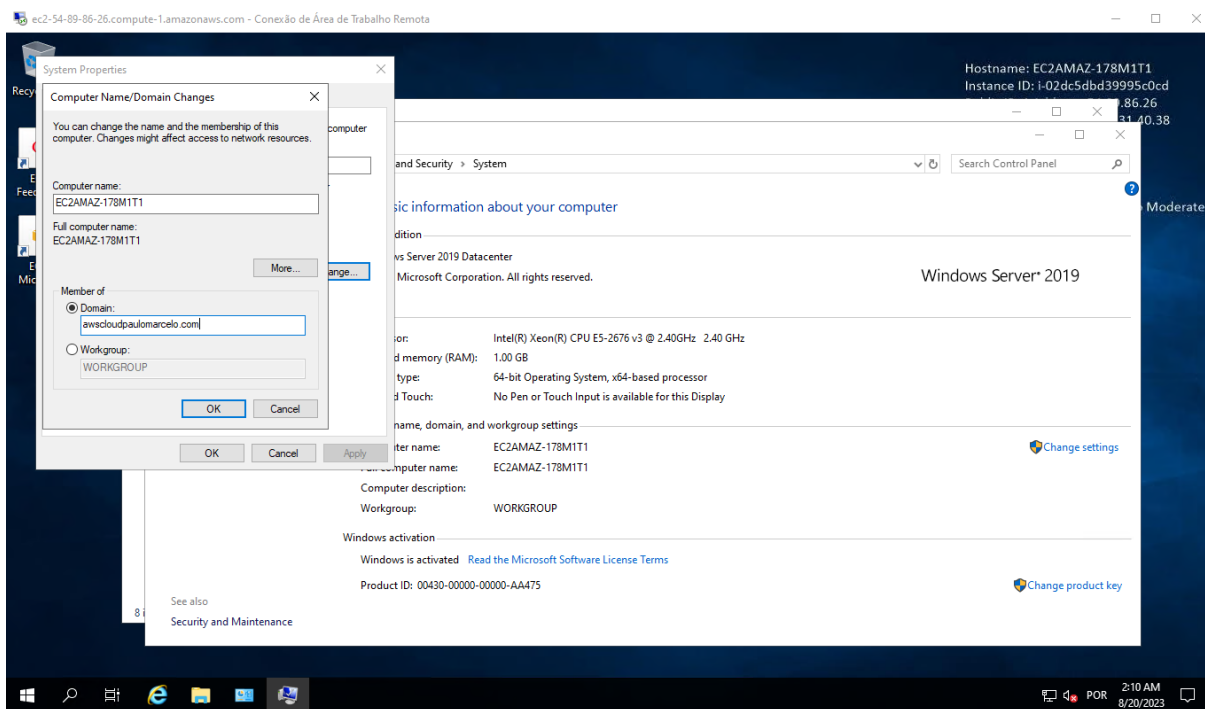 ec2-54-89-86-26.compute-1.amazonaws.com - Conexão de Área de Trabalho Remota
Hostname: EC2AMAZ-178M1T1
Instance ID: i-02dc5dbd39995c0cd
.86.26
31.40.38
Moderate
System Properties
computer
Computer Name/Domain Changes
You can change the name and the membership of this
computer. Changes might affect access to network resources.
Computer name:
EC2AMAZ-178M1T1
Full computer name:
EC2AMAZ-178M1T1
More...
Member of
Domain:
awscloudpaulomarcelo.com
Workgroup:
WORKGROUP
OK Cancel
OK Cancel Apply
and Security › System
Search Control Panel
sic information about your computer
dition
ws Server 2019 Datacenter
Microsoft Corporation. All rights reserved.
Windows Server 2019
sor: Intel(R) Xeon(R) CPU E5-2676 v3 @ 2.40GHz 2.40 GHz
d memory (RAM): 1.00 GB
type: 64-bit Operating System, x64-based processor
d Touch: No Pen or Touch Input is available for this Display
name, domain, and workgroup settings
ter name: EC2AMAZ-178M1T1
Change settings
computer name: EC2AMAZ-178M1T1
Computer description:
Workgroup: WORKGROUP
Windows activation
Windows is activated Read the Microsoft Software License Terms
Product ID: 00430-00000-00000-AA475
Change product key
See also
Security and Maintenance
8 i
POR
2:10 AM
8/20/2023